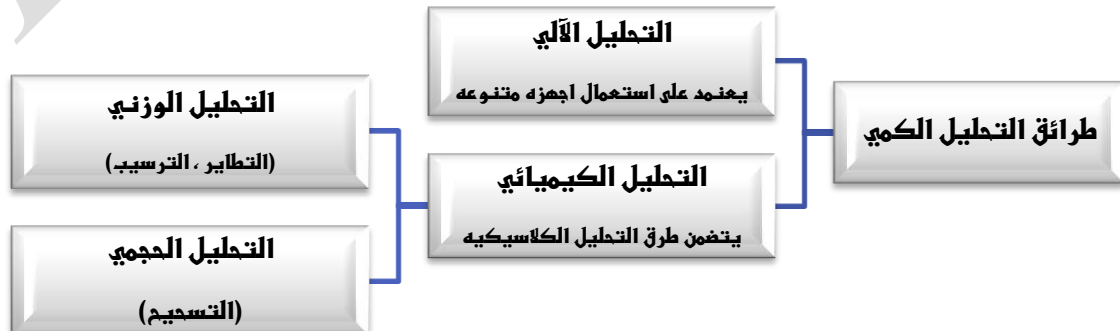 طرائق التحليل الكمي
التحليل الآلي
يعتمد على استعمال اجهزه متنوعه
التحليل الكيميائي
يتضمن طرق التحليل الكلاسيكيه
التحليل الوزني
(التطاير ، الترسيب)
التحليل الحجمي
(التسحيح)